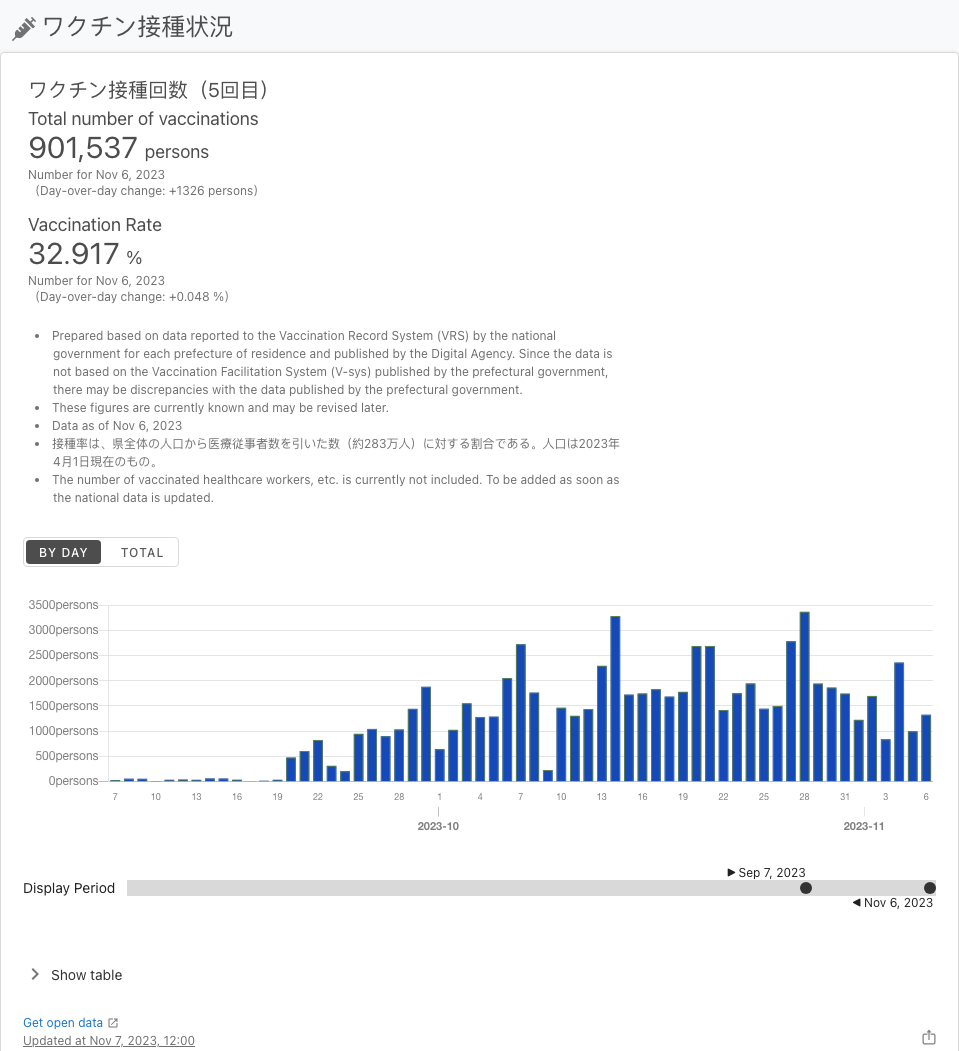 ワクチン接種状況
ワクチン接種回数（5回目）
Total number of vaccinations
901,537 persons
Number for Nov 6, 2023
（Day-over-day change: +1326 persons）
Vaccination Rate
32.917 %
Number for Nov 6, 2023
（Day-over-day change: +0.048 %）
• Prepared based on data reported to the Vaccination Record System (VRS) by the national
government for each prefecture of residence and published by the Digital Agency. Since the data is
not based on the Vaccination Facilitation System (V-sys) published by the prefectural government,
there may be discrepancies with the data published by the prefectural government.
• These figures are currently known and may be revised later.
• Data as of Nov 6, 2023
• 接種率は、県全体の人口から医療従事者数を引いた数（約283万人）に対する割合である。人口は2023年
4月1日現在のもの。
• The number of vaccinated healthcare workers, etc. is currently not included. To be added as soon as
the national data is updated.
BY DAY TOTAL
3500persons
3000persons
2500persons
2000persons
1500persons
1000persons
500persons
0persons
7 10 13 16 19 22 25 28 1 4 7 10 13 16 19 22 25 28 31 3 6
2023-10 2023-11
▶ Sep 7, 2023
Display Period
◀ Nov 6, 2023
Show table
Get open data
Updated at Nov 7, 2023, 12:00